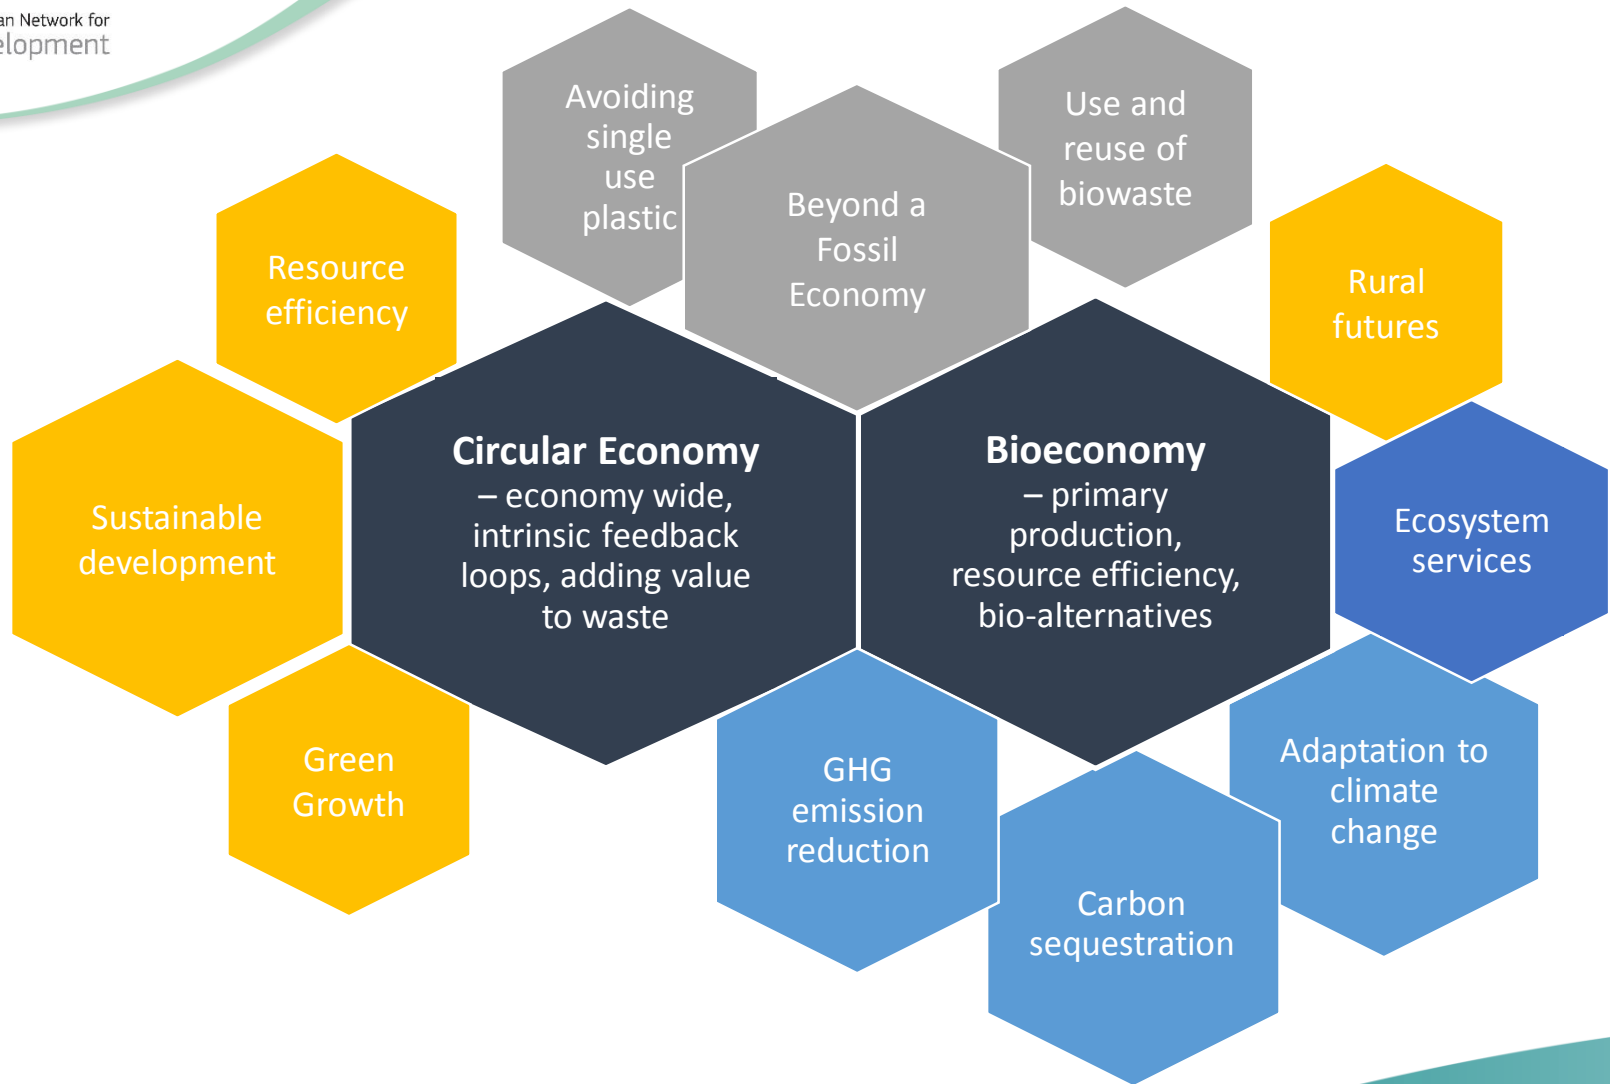 an Network for
elopment
Avoiding
single
use
plastic
Beyond a
Fossil
Economy
Use and
reuse of
biowaste
Resource
efficiency
Rural
futures
Circular Economy
– economy wide,
intrinsic feedback
loops, adding value
to waste
Bioeconomy
– primary
production,
resource efficiency,
bio-alternatives
Sustainable
development
Ecosystem
services
Green
Growth
GHG
emission
reduction
Adaptation to
climate
change
Carbon
sequestration